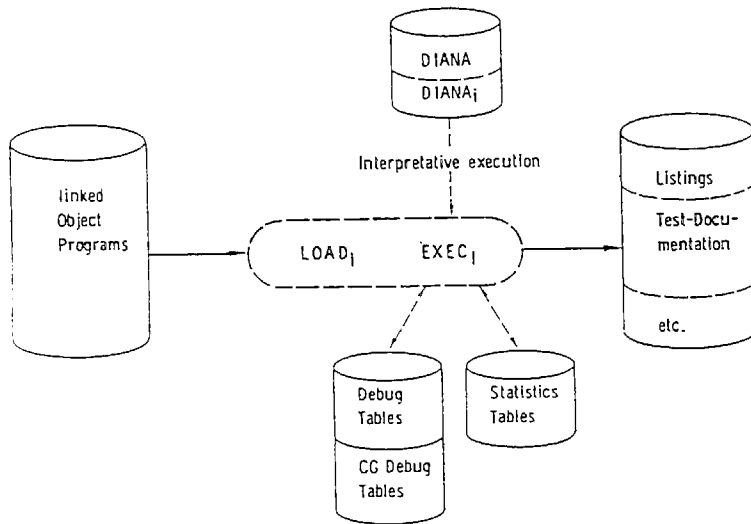 DIANA
DIANAi
Interpretative execution
linked
Object
Programs
LOADi EXECi
Listings
Test-Docu-
mentation
etc.
Debug
Tables
CG Debug
Tables
Statistics
Tables